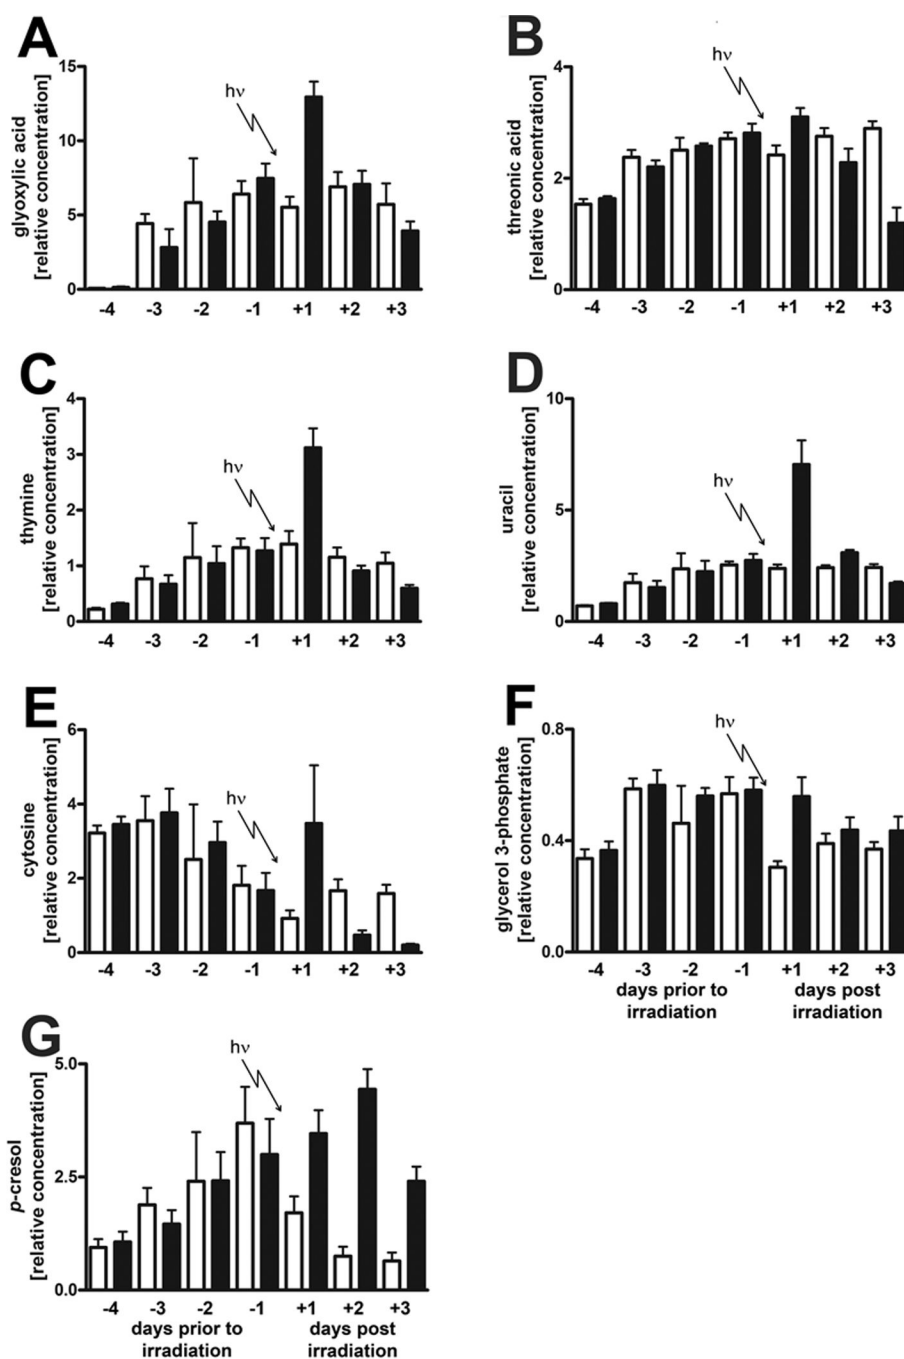 A
glyoxylic acid
[relative concentration]
15
10
5
0
hν
-4 -3 -2 -1 +1 +2 +3
B
threonic acid
[relative concentration]
4
2
0
hν
-4 -3 -2 -1 +1 +2 +3
C
thymine
[relative concentration]
4
3
2
1
0
hν
-4 -3 -2 -1 +1 +2 +3
D
uracil
[relative concentration]
10
5
0
hν
-4 -3 -2 -1 +1 +2 +3
E
cytosine
[relative concentration]
6
4
2
0
hν
-4 -3 -2 -1 +1 +2 +3
F
glycerol 3-phosphate
[relative concentration]
0.8
0.4
0.0
hν
-4 -3 -2 -1 +1 +2 +3
days prior to days post
irradiation irradiation
G
p-cresol
[relative concentration]
5.0
2.5
0.0
hν
-4 -3 -2 -1 +1 +2 +3
days prior to days post
irradiation irradiation